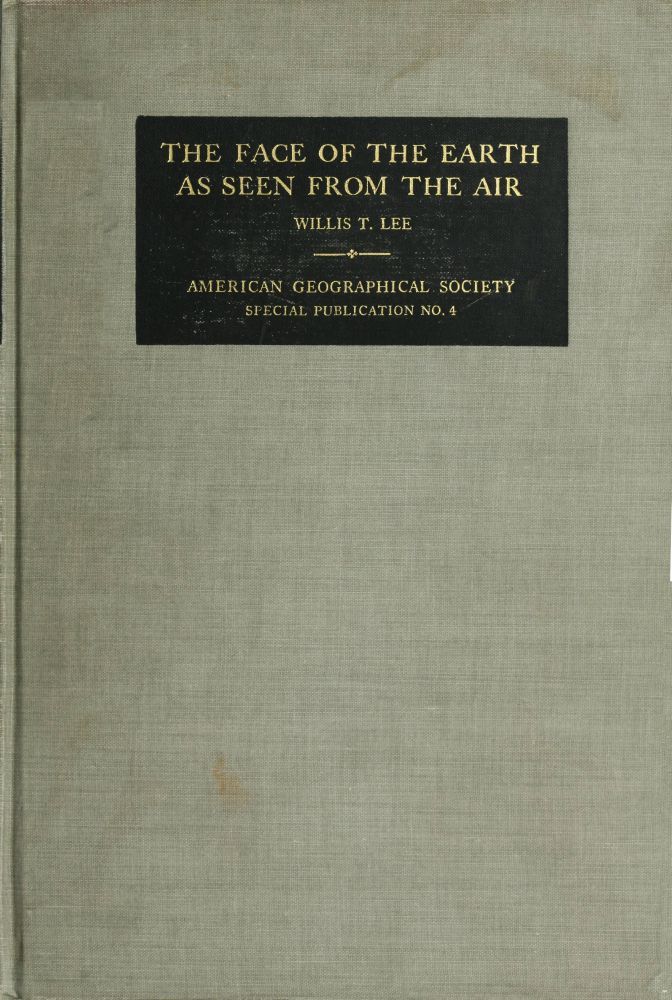 THE FACE OF THE EARTH
AS SEEN FROM THE AIR
WILLIS T. LEE
AMERICAN GEOGRAPHICAL SOCIETY
SPECIAL PUBLICATION NO. 4